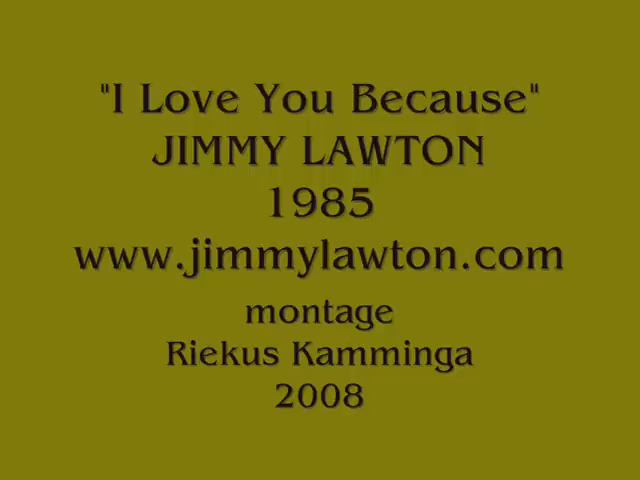 "I Love You Because"
JIMMY LAWTON
1985
www.jimmylawton.com
montage
Riekus Kamminga
2008